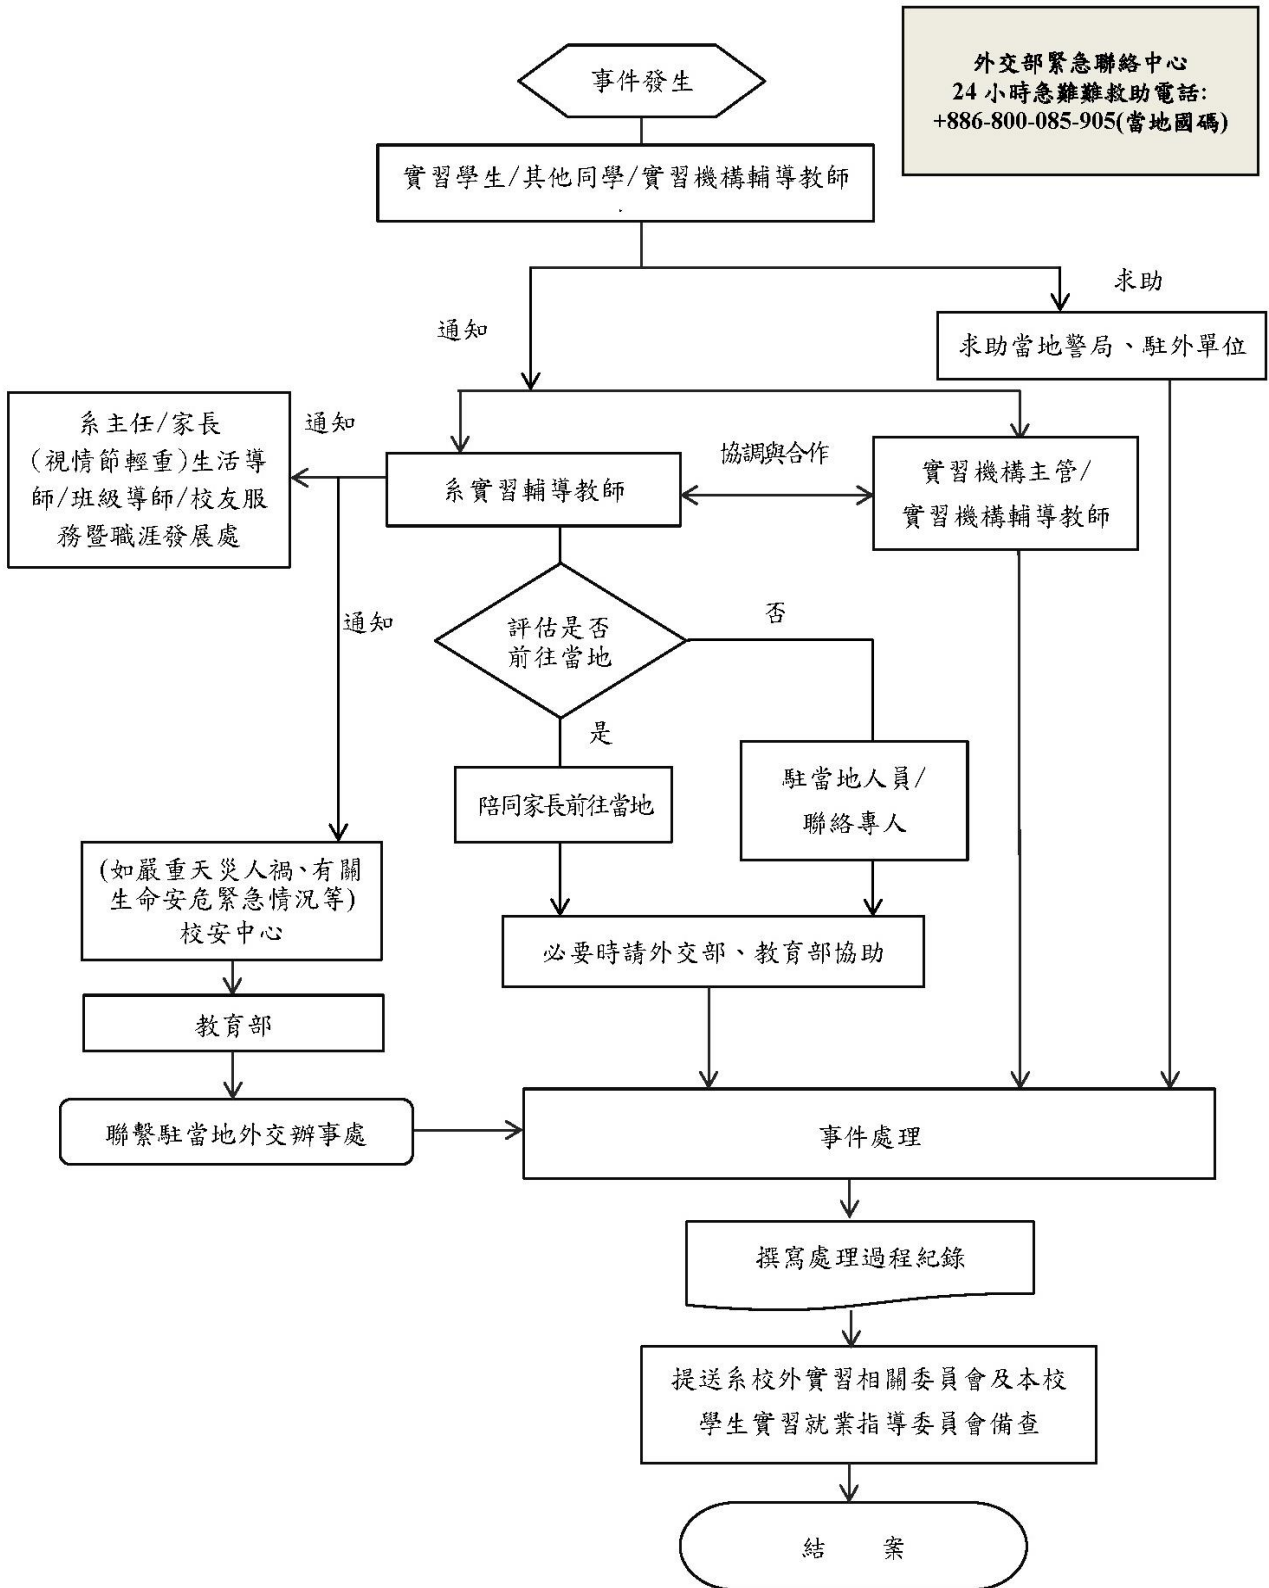 外交部緊急聯絡中心
24 小時急難難救助電話:
+886-800-085-905(當地國碼)
事件發生
實習學生/其他同學/實習機構輔導教師
求助
通知
求助當地警局、駐外單位
系主任/家長
(視情節輕重)生活導
師/班級導師/校友服
務暨職涯發展處
通知
系實習輔導教師
協調與合作
實習機構主管/
實習機構輔導教師
通知
評估是否
前往當地
否
是
陪同家長前往當地
駐當地人員/
聯絡專人
(如嚴重天災人禍、有關
生命安危緊急情況等)
校安中心
必要時請外交部、教育部協助
教育部
聯繫駐當地外交辦事處
事件處理
撰寫處理過程紀錄
提送系校外實習相關委員會及本校
學生實習就業指導委員會備查
結 案